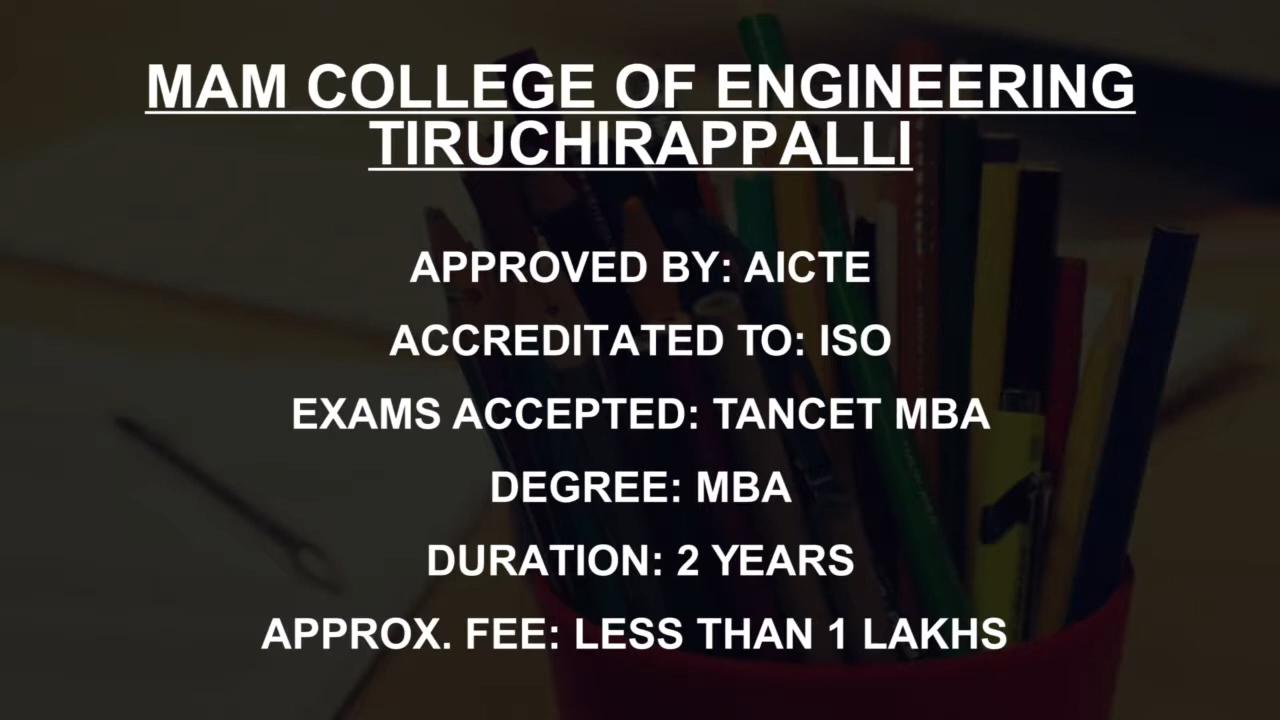 MAM COLLEGE OF ENGINEERING
TIRUCHIRAPPALLI
APPROVED BY: AICTE
ACCREDITATED TO: ISO
EXAMS ACCEPTED: TANCET MBA
DEGREE: MBA
DURATION: 2 YEARS
APPROX. FEE: LESS THAN 1 LAKHS